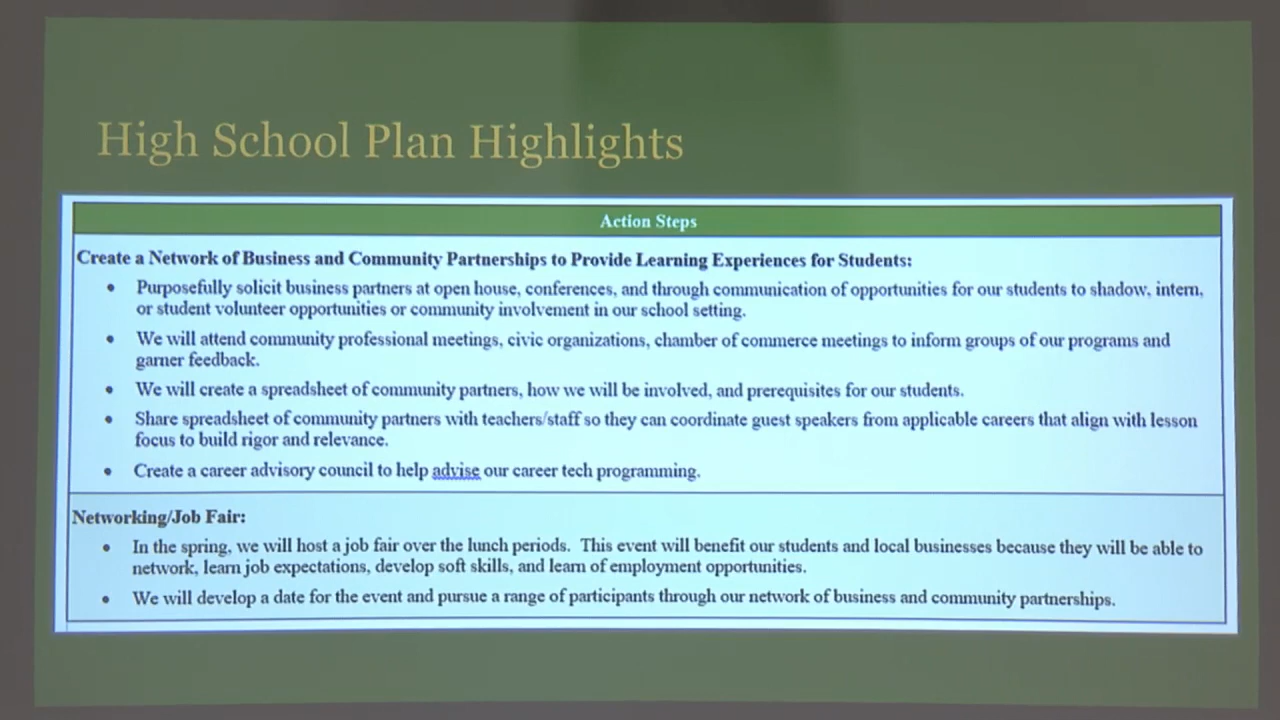 High School Plan Highlights
Action Steps
Create a Network of Business and Community Partnerships to Provide Learning Experiences for Students:
• Purposefully solicit business partners at open house, conferences, and through communication of opportunities for our students to shadow, intern,
or student volunteer opportunities or community involvement in our school setting.
• We will attend community professional meetings, civic organizations, chamber of commerce meetings to inform groups of our programs and
garner feedback.
• We will create a spreadsheet of community partners, how we will be involved, and prerequisites for our students.
• Share spreadsheet of community partners with teachers/staff so they can coordinate guest speakers from applicable careers that align with lesson
focus to build rigor and relevance.
• Create a career advisory council to help advise our career tech programming.
Networking/Job Fair:
• In the spring, we will host a job fair over the lunch periods. This event will benefit our students and local businesses because they will be able to
network, learn job expectations, develop soft skills, and learn of employment opportunities.
• We will develop a date for the event and pursue a range of participants through our network of business and community partnerships.